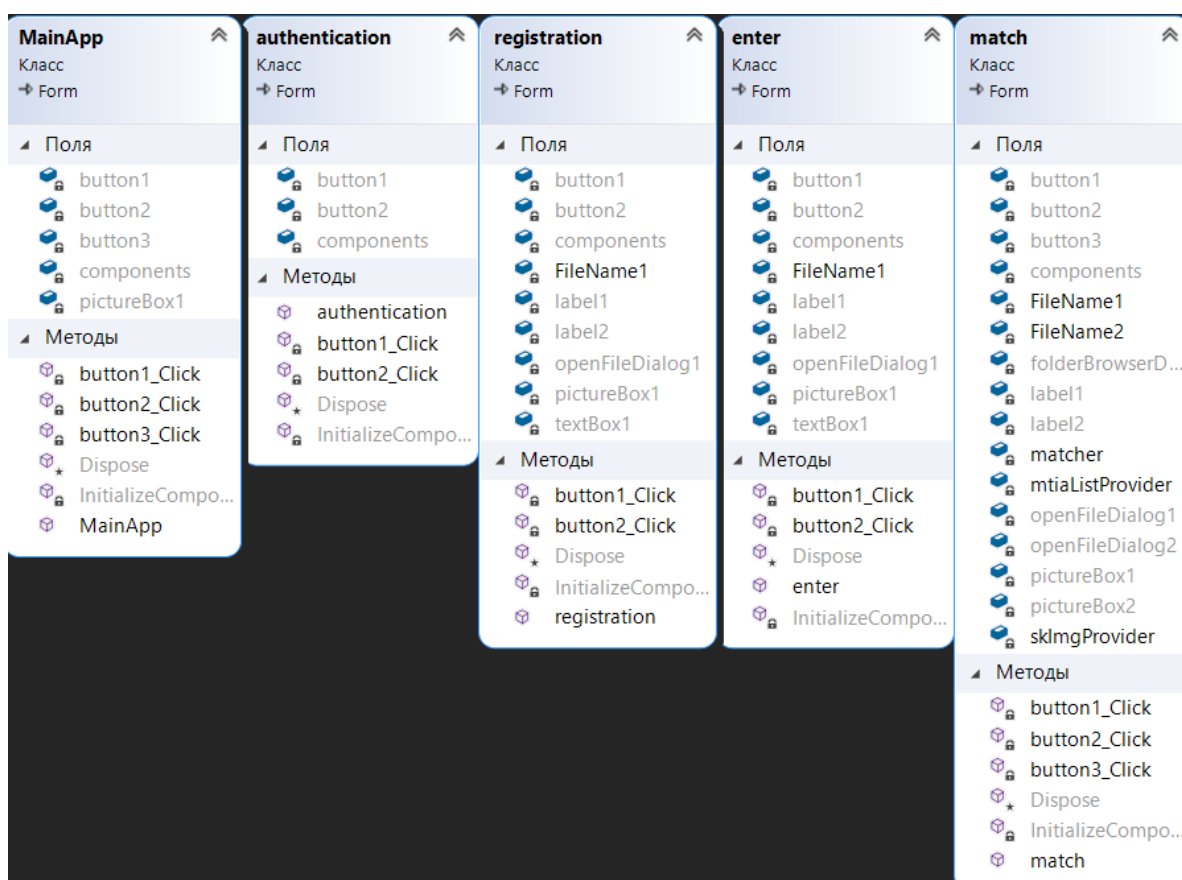 MainApp
Класс
Form
Поля
button1
button2
button3
components
pictureBox1
Методы
button1_Click
button2_Click
button3_Click
Dispose
InitializeCompo...
MainApp
authentication
Класс
Form
Поля
button1
button2
components
Методы
authentication
button1_Click
button2_Click
Dispose
InitializeCompo...
registration
Класс
Form
Поля
button1
button2
components
FileName1
label1
label2
openFileDialog1
pictureBox1
textBox1
Методы
button1_Click
button2_Click
Dispose
InitializeCompo...
registration
enter
Класс
Form
Поля
button1
button2
components
FileName1
label1
label2
openFileDialog1
pictureBox1
textBox1
Методы
button1_Click
button2_Click
Dispose
enter
InitializeCompo...
match
Класс
Form
Поля
button1
button2
button3
components
FileName1
FileName2
folderBrowserD...
label1
label2
matcher
mtiaListProvider
openFileDialog1
openFileDialog2
pictureBox1
pictureBox2
skImgProvider
Методы
button1_Click
button2_Click
button3_Click
Dispose
InitializeCompo...
match